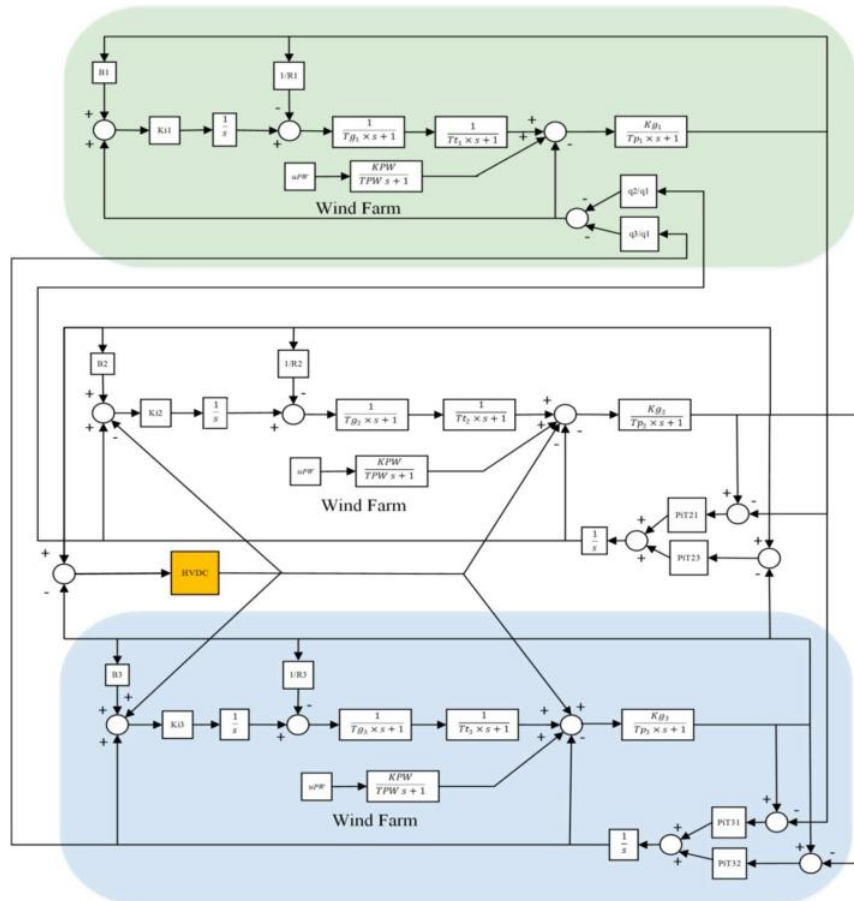 B1
1/R1
+
-
+
Ki1
1/s
+
1/(Tg₁ × s + 1)
1/(Tt₁ × s + 1)
+
+
-
Kg₁/(Tp₁ × s + 1)
uPW
KPW/(TPW s + 1)
Wind Farm
q2/q1
-
-
q3/q1
B2
1/R2
+
-
+
-
Ki2
1/s
+
1/(Tg₂ × s + 1)
1/(Tt₂ × s + 1)
+
+
-
-
Kg₂/(Tp₂ × s + 1)
uPW
KPW/(TPW s + 1)
Wind Farm
+
-
PiT21
+
1/s
+
PiT23
+
-
+
-
HVDC
B3
1/R3
+
+
-
+
Ki3
1/s
+
1/(Tg₃ × s + 1)
1/(Tt₃ × s + 1)
+
+
+
-
Kg₃/(Tp₃ × s + 1)
uPW
KPW/(TPW s + 1)
Wind Farm
+
-
PiT31
+
1/s
+
PiT32
+
-